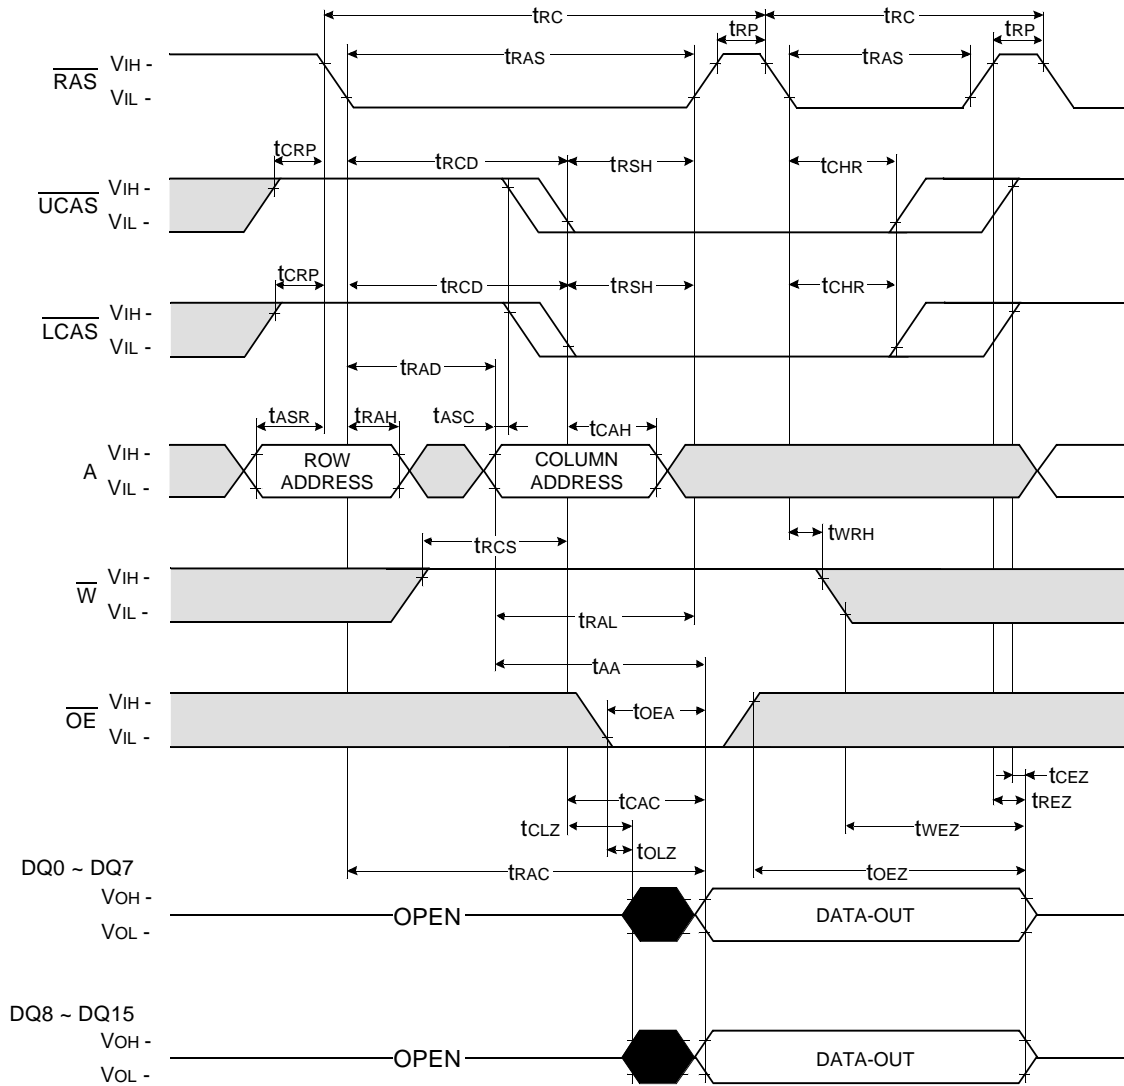 tRC tRC
tRP tRP
tRAS tRAS
RAS
VIH -
VIL -
tCRP tRCD tRSH tCHR
UCAS
VIH -
VIL -
tCRP tRCD tRSH tCHR
LCAS
VIH -
VIL -
tRAD
tASR tRAH tASC tCAH
A
VIH -
VIL -
ROW
ADDRESS
COLUMN
ADDRESS
tWRH
tRCS
W
VIH -
VIL -
tRAL
tAA
OE
VIH -
VIL -
tOEA
tCEZ
tCAC tREZ
tCLZ tWEZ
tOLZ
tRAC tOEZ
DQ0 ~ DQ7
VOH -
VOL -
OPEN DATA-OUT
DQ8 ~ DQ15
VOH -
VOL -
OPEN DATA-OUT